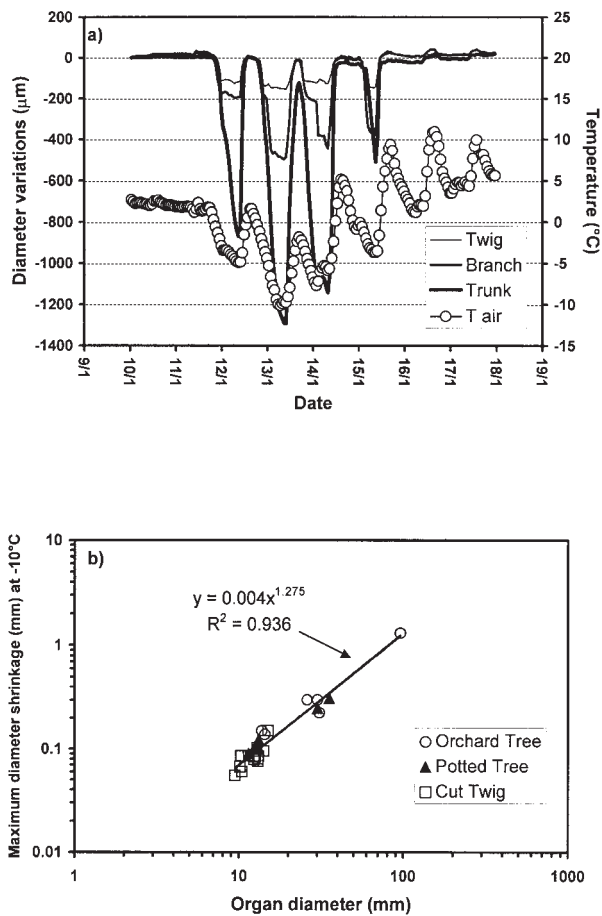 a)
200
0
-200
-400
-600
-800
-1000
-1200
-1400
Diameter variations (µm)
25
20
15
10
5
0
-5
-10
-15
Temperature (°C)
Twig
Branch
Trunk
T air
9/1
10/1
11/1
12/1
13/1
14/1
15/1
16/1
17/1
18/1
19/1
Date
b)
10
1
0.1
0.01
Maximum diameter shrinkage (mm) at -10°C
y = 0.004x^1.275
R² = 0.936
Orchard Tree
Potted Tree
Cut Twig
1
10
100
1000
Organ diameter (mm)